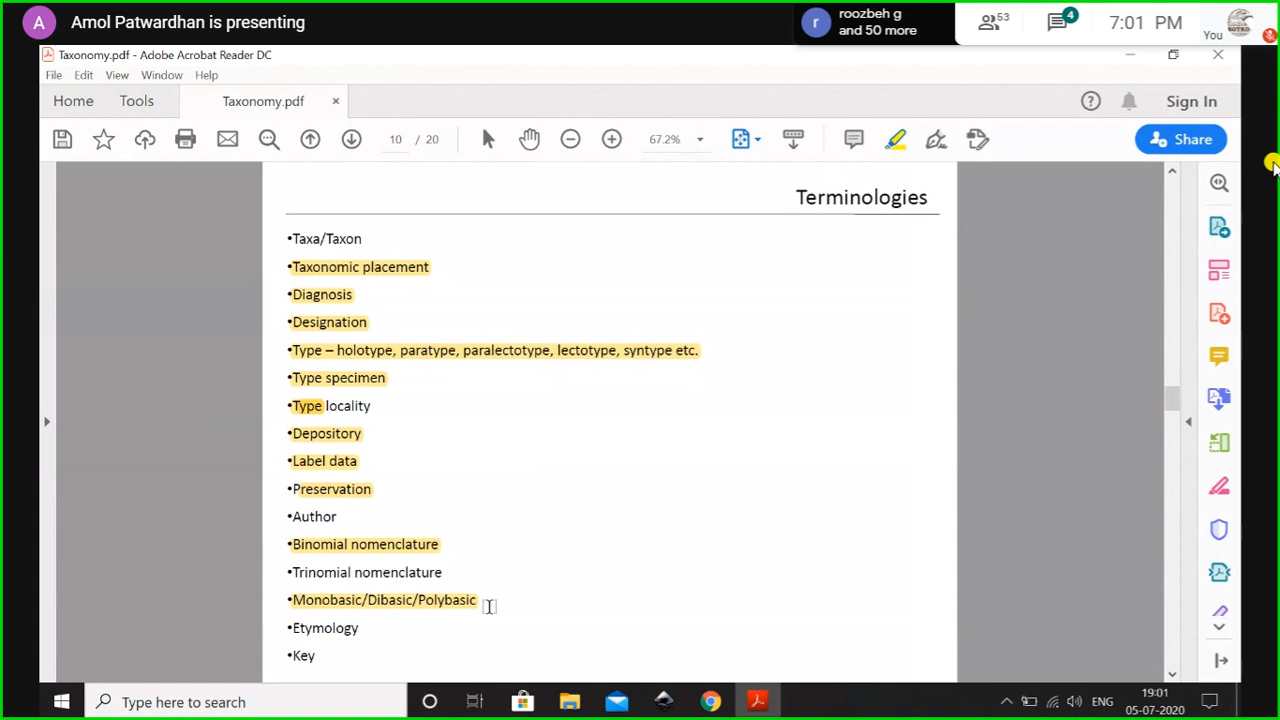 A Amol Patwardhan is presenting
r roozbeh g and 50 more
53
4
7:01 PM
You
Taxonomy.pdf - Adobe Acrobat Reader DC
File Edit View Window Help
Home Tools Taxonomy.pdf × Sign In
10 / 20 67.2% Share
Terminologies
•Taxa/Taxon
•Taxonomic placement
•Diagnosis
•Designation
•Type – holotype, paratype, paralectotype, lectotype, syntype etc.
•Type specimen
•Type locality
•Depository
•Label data
•Preservation
•Author
•Binomial nomenclature
•Trinomial nomenclature
•Monobasic/Dibasic/Polybasic
•Etymology
•Key
Type here to search
ENG
19:01
05-07-2020